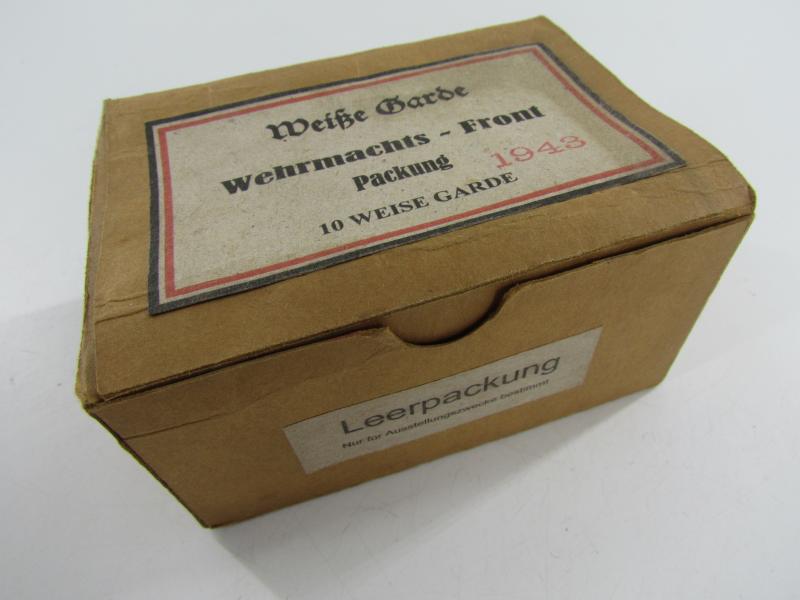 Weiße Garde
Wehrmachts - Front
Packung 1943
10 WEISE GARDE
Leerpackung
Nur für Ausstellungszwecke bestimmt